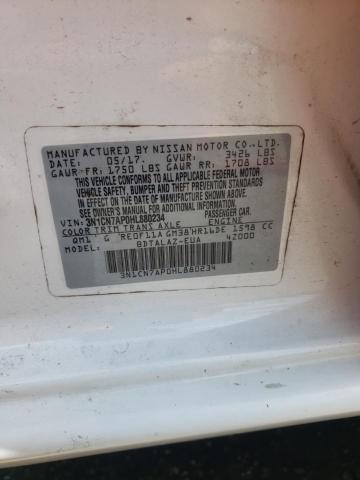 MANUFACTURED BY NISSAN MOTOR CO., LTD.
DATE: 05/17. GVWR: 3426 LBS
GAWR FR: 1750 LBS GAWR RR: 1708 LBS
THIS VEHICLE CONFORMS TO ALL APPLICABLE FEDERAL MOTOR
VEHICLE SAFETY, BUMPER AND THEFT PREVENTION STANDARDS
IN EFFECT ON THE DATE OF MANUFACTURE SHOWN ABOVE.
SEE OWNER'S MANUAL FOR ADDITIONAL INFORMATION
VIN: 3N1CN7AP0HL880234 PASSENGER CAR.
COLOR TRIM TRANS AXLE ENGINE
QM1 G RE0F11A GM38 HR16DE 1598 CC
MODEL: BDTALAZ-EUA 42000
3N1CN7AP0HL880234